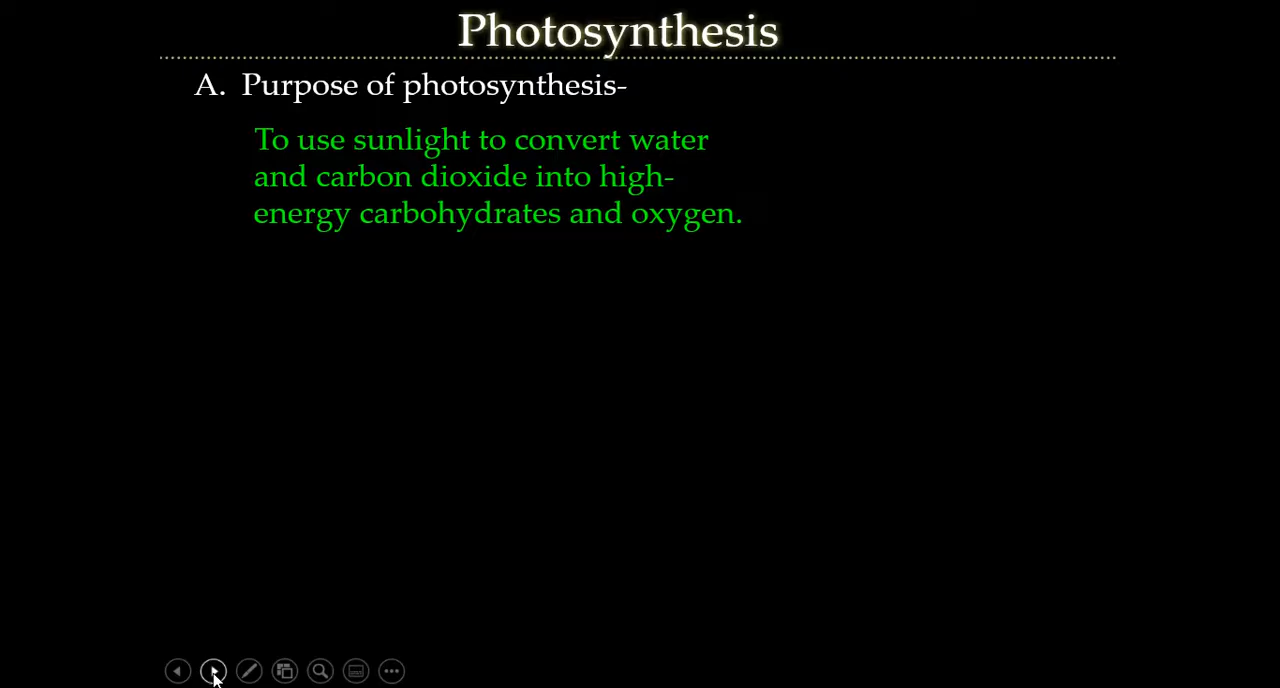 Photosynthesis
A. Purpose of photosynthesis-
To use sunlight to convert water
and carbon dioxide into high-
energy carbohydrates and oxygen.